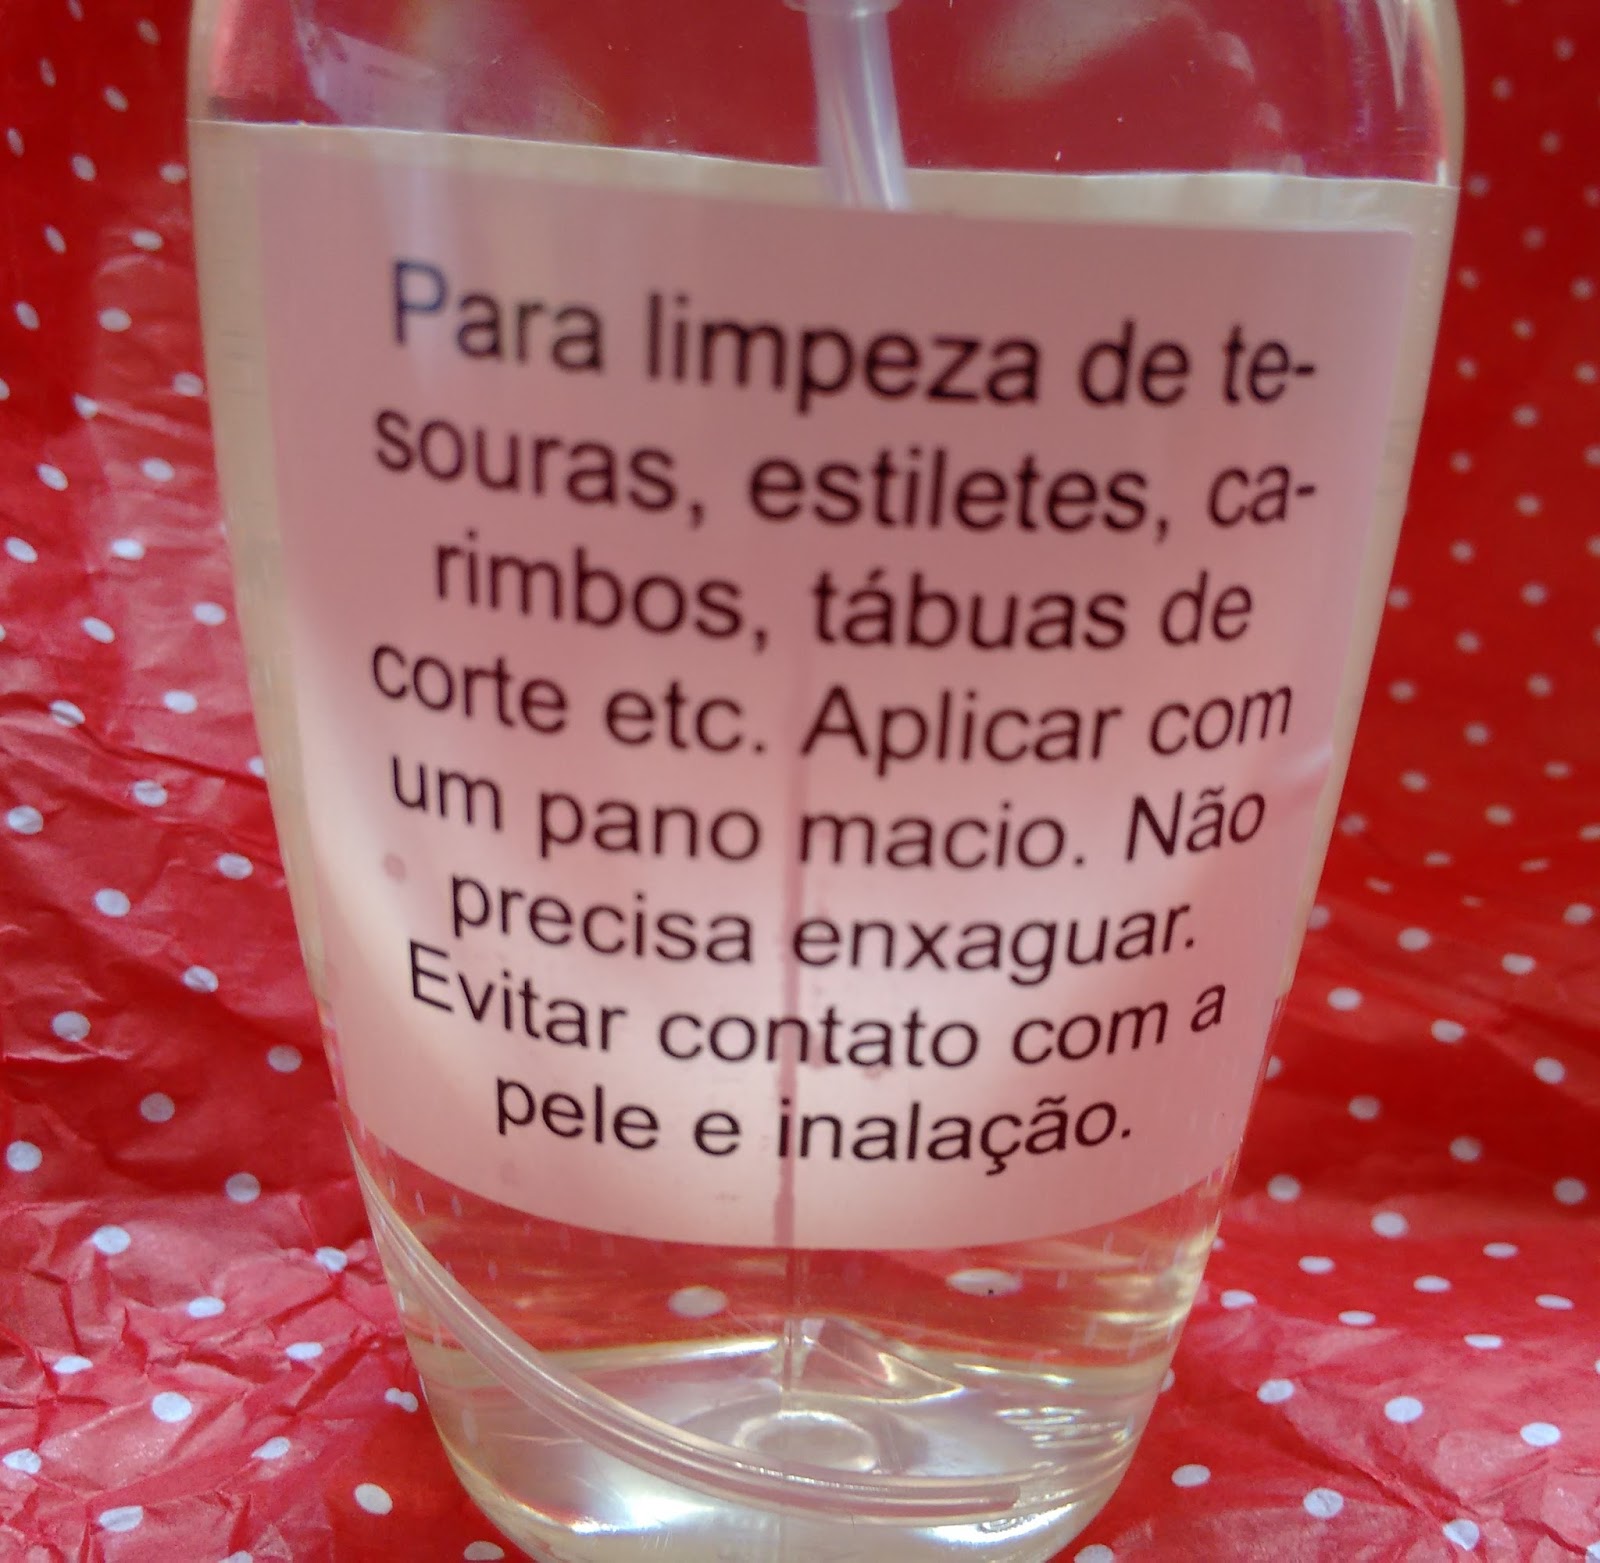 Para limpeza de te-
souras, estiletes, ca-
rimbos, tábuas de
corte etc. Aplicar com
um pano macio. Não
precisa enxaguar.
Evitar contato com a
pele e inalação.